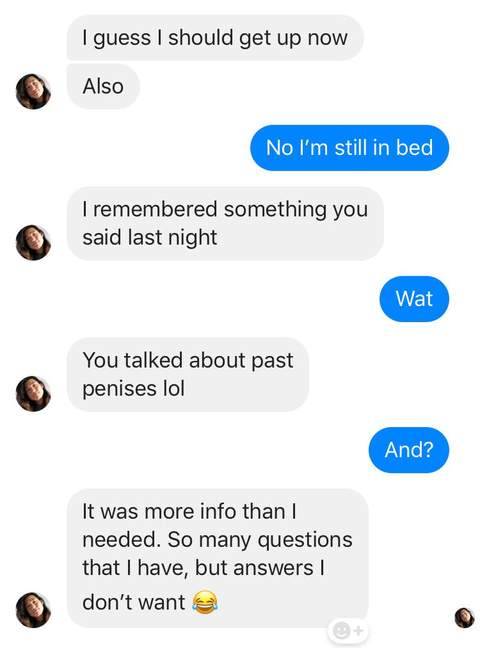 I guess I should get up now
Also
No I’m still in bed
I remembered something you
said last night
Wat
You talked about past
penises lol
And?
It was more info than I
needed. So many questions
that I have, but answers I
don’t want 😂